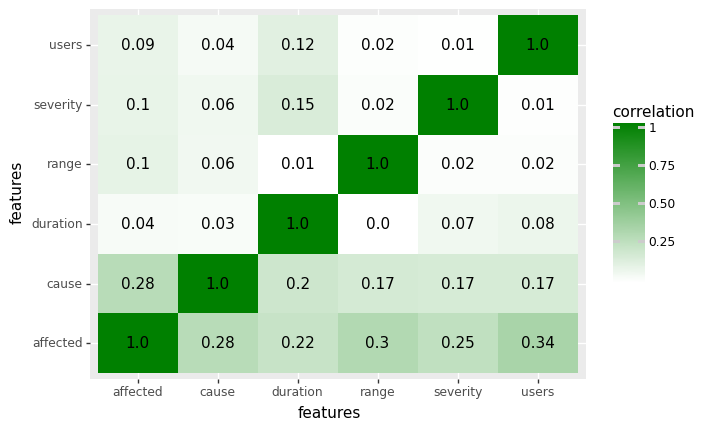 users 0.09 0.04 0.12 0.02 0.01 1.0
severity 0.1 0.06 0.15 0.02 1.0 0.01
range 0.1 0.06 0.01 1.0 0.02 0.02
duration 0.04 0.03 1.0 0.0 0.07 0.08
cause 0.28 1.0 0.2 0.17 0.17 0.17
affected 1.0 0.28 0.22 0.3 0.25 0.34
affected cause duration range severity users
features
features
correlation
1
0.75
0.50
0.25